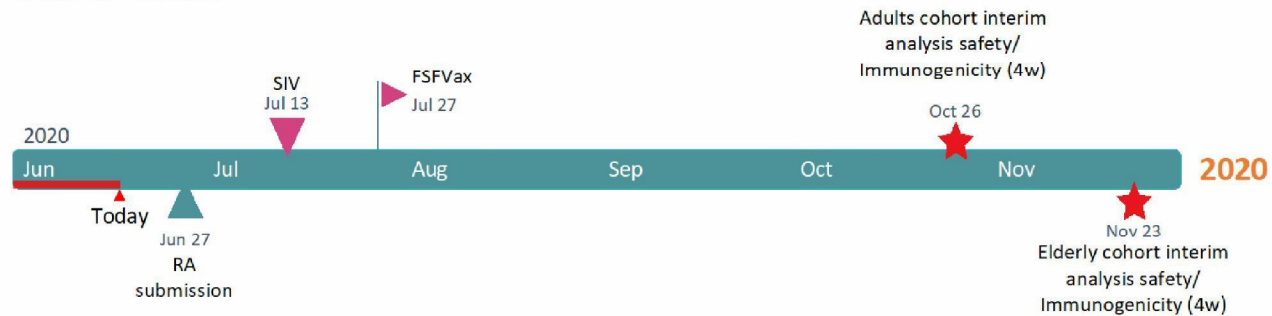 Adults cohort interim
analysis safety/
Immunogenicity (4w)
SIV
Jul 13
FSFVax
Jul 27
Oct 26
2020
Jun Jul Aug Sep Oct Nov 2020
Today
Jun 27
RA
submission
Nov 23
Elderly cohort interim
analysis safety/
Immunogenicity (4w)